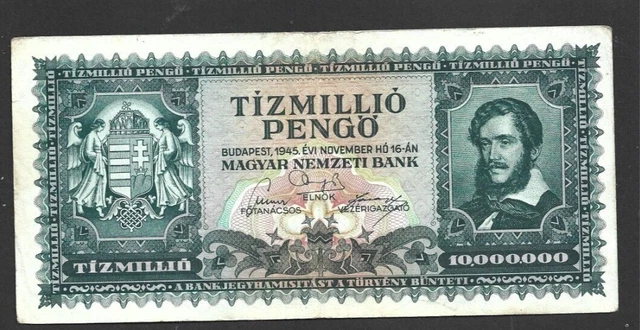 TÍZMILLIÓ PENGŐ · TÍZMILLIÓ PENGŐ · TÍZMILLIÓ PENGŐ · TÍZMILLIÓ PENGŐ
TÍZMILLIÓ
PENGŐ
BUDAPEST, 1945. ÉVI NOVEMBER HÓ 16-ÁN
MAGYAR NEMZETI BANK
ELNÖK
FŐTANÁCSOS VEZÉRIGAZGATÓ
TÍZMILLIÓ 10,000.000
A BANKJEGYHAMISÍTÁST A TÖRVÉNY BÜNTETI